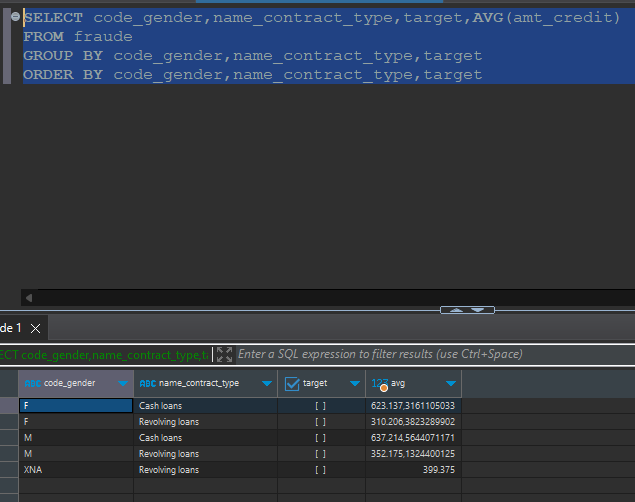 SELECT code_gender,name_contract_type,target,AVG(amt_credit)
FROM fraude
GROUP BY code_gender,name_contract_type,target
ORDER BY code_gender,name_contract_type,target
de 1
ECT code_gender,name_contract_type,ta Enter a SQL expression to filter results (use Ctrl+Space)
ABC code_gender ABC name_contract_type target 123 avg
F Cash loans [ ] 623.137,3161105033
F Revolving loans [ ] 310.206,3823289902
M Cash loans [ ] 637.214,5644071171
M Revolving loans [ ] 352.175,1324400125
XNA Revolving loans [ ] 399.375